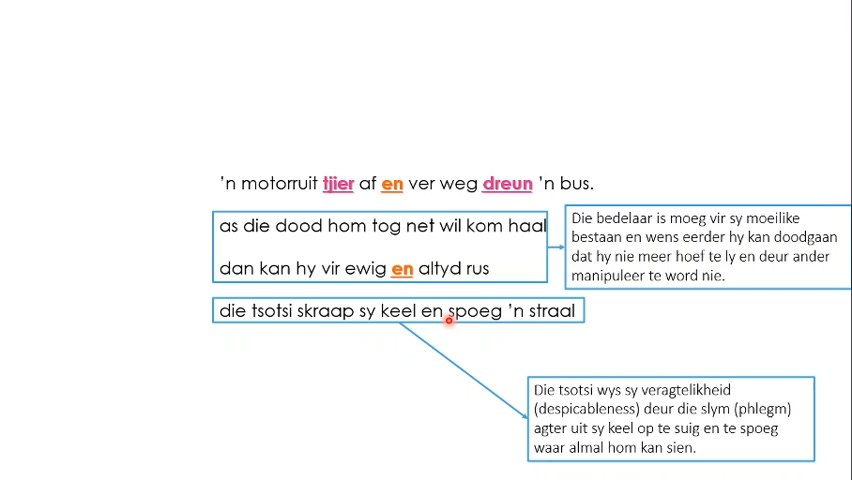 ’n motorruit tjier af en ver weg dreun ’n bus.
as die dood hom tog net wil kom haal
dan kan hy vir ewig en altyd rus
die tsotsi skraap sy keel en spoeg ’n straal
Die bedelaar is moeg vir sy moeilike
bestaan en wens eerder hy kan doodgaan
dat hy nie meer hoef te ly en deur ander
manipuleer te word nie.
Die tsotsi wys sy veragtelikheid
(despicableness) deur die slym (phlegm)
agter uit sy keel op te suig en te spoeg
waar almal hom kan sien.